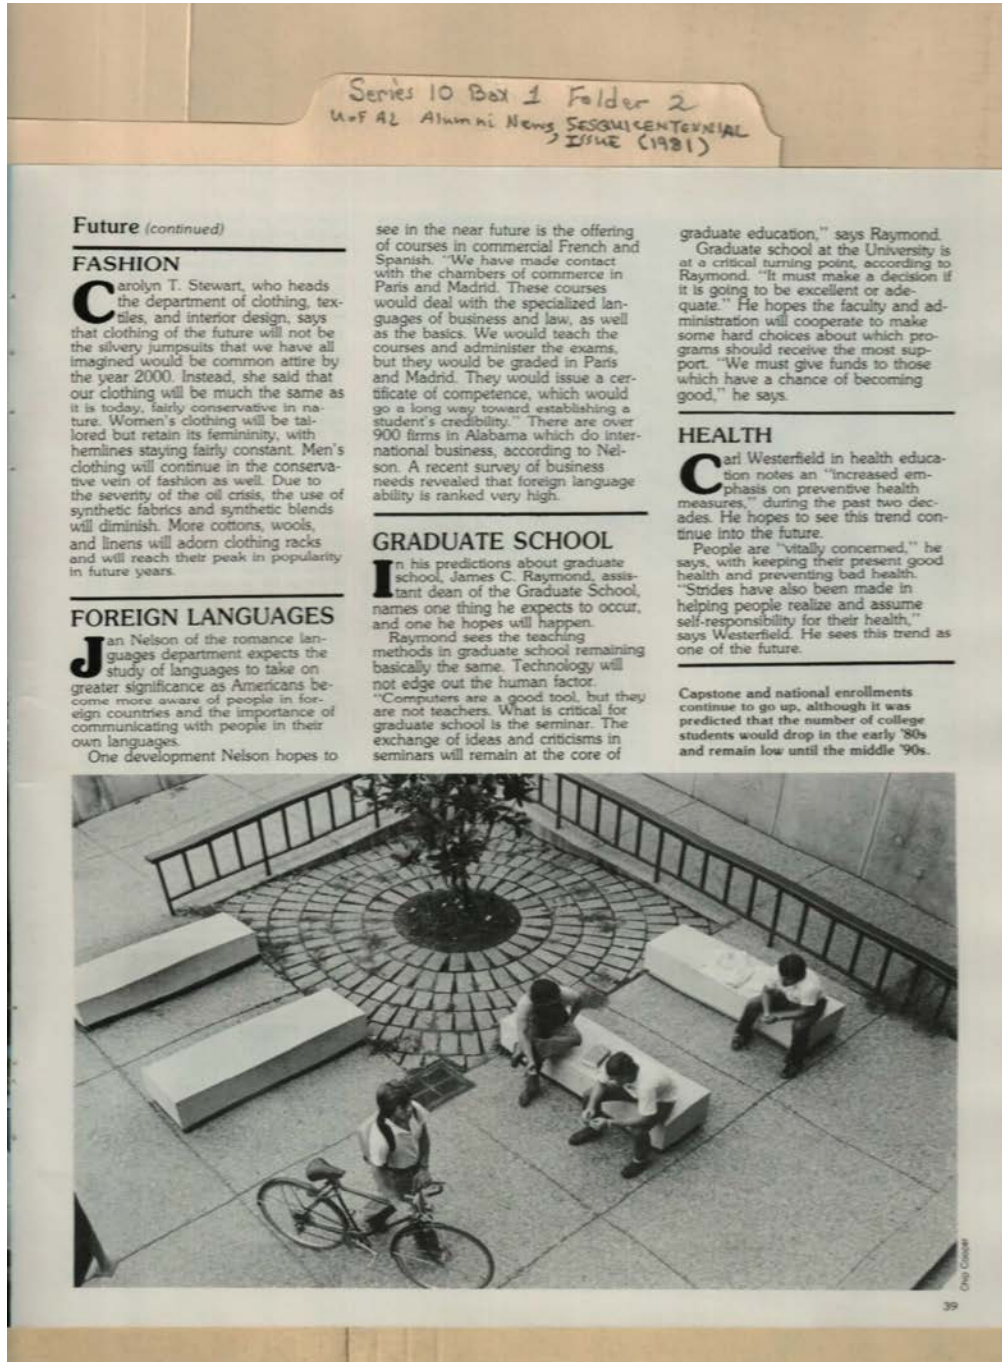 Series 10 Box 1 Folder 2
U of AL Alumni News, SESQUICENTENNIAL
ISSUE (1981)
Future (continued)
FASHION
Carolyn T. Stewart, who heads
the department of clothing, tex-
tiles, and interior design, says
that clothing of the future will not be
the silvery jumpsuits that we have all
imagined would be common attire by
the year 2000. Instead, she said that
our clothing will be much the same as
it is today, fairly conservative in na-
ture. Women's clothing will be tai-
lored but retain its femininity, with
hemlines staying fairly constant. Men's
clothing will continue in the conserva-
tive vein of fashion as well. Due to
the severity of the oil crisis, the use of
synthetic fabrics and synthetic blends
will diminish. More cottons, wools,
and linens will adorn clothing racks
and will reach their peak in popularity
in future years.
FOREIGN LANGUAGES
Jan Nelson of the romance lan-
guages department expects the
study of languages to take on
greater significance as Americans be-
come more aware of people in for-
eign countries and the importance of
communicating with people in their
own languages.
One development Nelson hopes to
see in the near future is the offering
of courses in commercial French and
Spanish. "We have made contact
with the chambers of commerce in
Paris and Madrid. These courses
would deal with the specialized lan-
guages of business and law, as well
as the basics. We would teach the
courses and administer the exams,
but they would be graded in Paris
and Madrid. They would issue a cer-
tificate of competence, which would
go a long way toward establishing a
student's credibility." There are over
900 firms in Alabama which do inter-
national business, according to Nel-
son. A recent survey of business
needs revealed that foreign language
ability is ranked very high.
GRADUATE SCHOOL
In his predictions about graduate
school, James C. Raymond, assis-
tant dean of the Graduate School,
names one thing he expects to occur,
and one he hopes will happen.
Raymond sees the teaching
methods in graduate school remaining
basically the same. Technology will
not edge out the human factor.
"Computers are a good tool, but they
are not teachers. What is critical for
graduate school is the seminar. The
exchange of ideas and criticisms in
seminars will remain at the core of
graduate education," says Raymond.
Graduate school at the University is
at a critical turning point, according to
Raymond. "It must make a decision if
it is going to be excellent or ade-
quate." He hopes the faculty and ad-
ministration will cooperate to make
some hard choices about which pro-
grams should receive the most sup-
port. "We must give funds to those
which have a chance of becoming
good," he says.
HEALTH
Carl Westerfield in health educa-
tion notes an "increased em-
phasis on preventive health
measures," during the past two dec-
ades. He hopes to see this trend con-
tinue into the future.
People are "vitally concerned," he
says, with keeping their present good
health and preventing bad health.
"Strides have also been made in
helping people realize and assume
self-responsibility for their health,"
says Westerfield. He sees this trend as
one of the future.
Capstone and national enrollments
continue to go up, although it was
predicted that the number of college
students would drop in the early '80s
and remain low until the middle '90s.
Chip Cooper
39